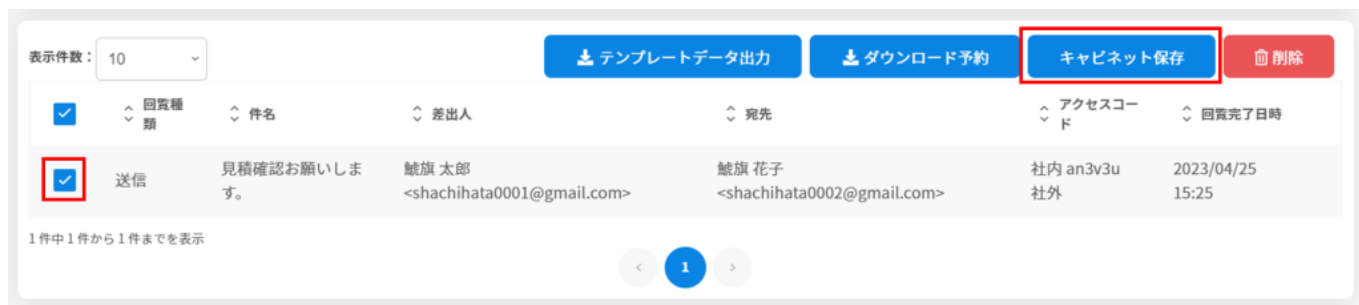 表示件数： 10 テンプレートデータ出力 ダウンロード予約 キャビネット保存 削除
回覧種類 件名 差出人 宛先 アクセスコード 回覧完了日時
送信 見積確認お願いしま 鯱旗 太郎 鯱旗 花子 社内 an3v3u 2023/04/25
す。 <shachihata0001@gmail.com> <shachihata0002@gmail.com> 社外 15:25
1 件中 1 件から 1 件までを表示
1